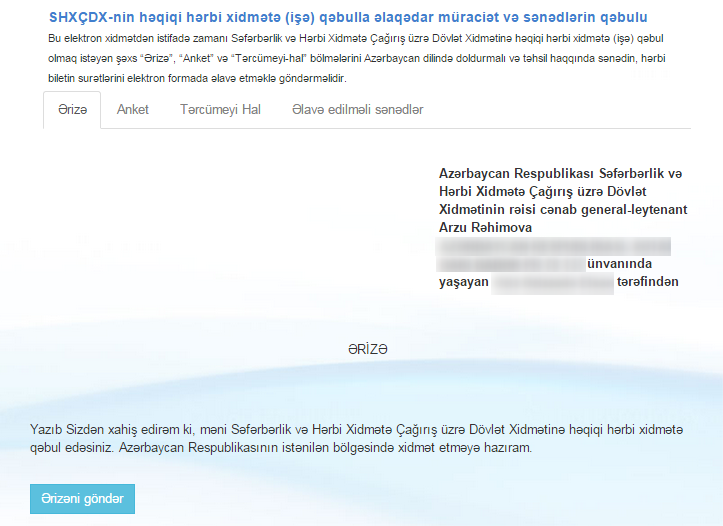 SHXÇDX-nin həqiqi hərbi xidmətə (işə) qəbulla əlaqədar müraciət və sənədlərin qəbulu
Bu elektron xidmətdən istifadə zamanı Səfərbərlik və Hərbi Xidmətə Çağırış üzrə Dövlət Xidmətinə həqiqi hərbi xidmətə (işə) qəbul
olmaq istəyən şəxs “Ərizə”, “Anket” və “Tərcümeyi-hal” bölmələrini Azərbaycan dilində doldurmalı və təhsil haqqında sənədin, hərbi
biletin surətlərini elektron formada əlavə etməklə göndərməlidir.
Ərizə Anket Tərcümeyi Hal Əlavə edilməli sənədlər
Azərbaycan Respublikası Səfərbərlik və
Hərbi Xidmətə Çağırış üzrə Dövlət
Xidmətinin rəisi cənab general-leytenant
Arzu Rəhimova
ünvanında
yaşayan tərəfindən
ƏRİZƏ
Yazıb Sizdən xahiş edirəm ki, məni Səfərbərlik və Hərbi Xidmətə Çağırış üzrə Dövlət Xidmətinə həqiqi hərbi xidmətə
qəbul edəsiniz. Azərbaycan Respublikasının istənilən bölgəsində xidmət etməyə hazıram.
Ərizəni göndər